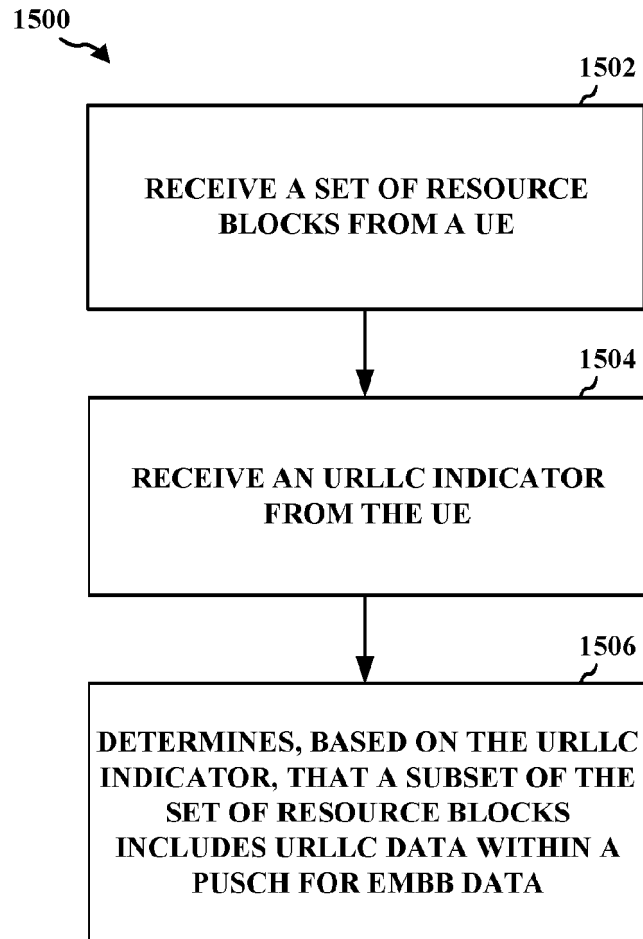 1500
1502
RECEIVE A SET OF RESOURCE
BLOCKS FROM A UE
1504
RECEIVE AN URLLC INDICATOR
FROM THE UE
1506
DETERMINES, BASED ON THE URLLC
INDICATOR, THAT A SUBSET OF THE
SET OF RESOURCE BLOCKS
INCLUDES URLLC DATA WITHIN A
PUSCH FOR EMBB DATA